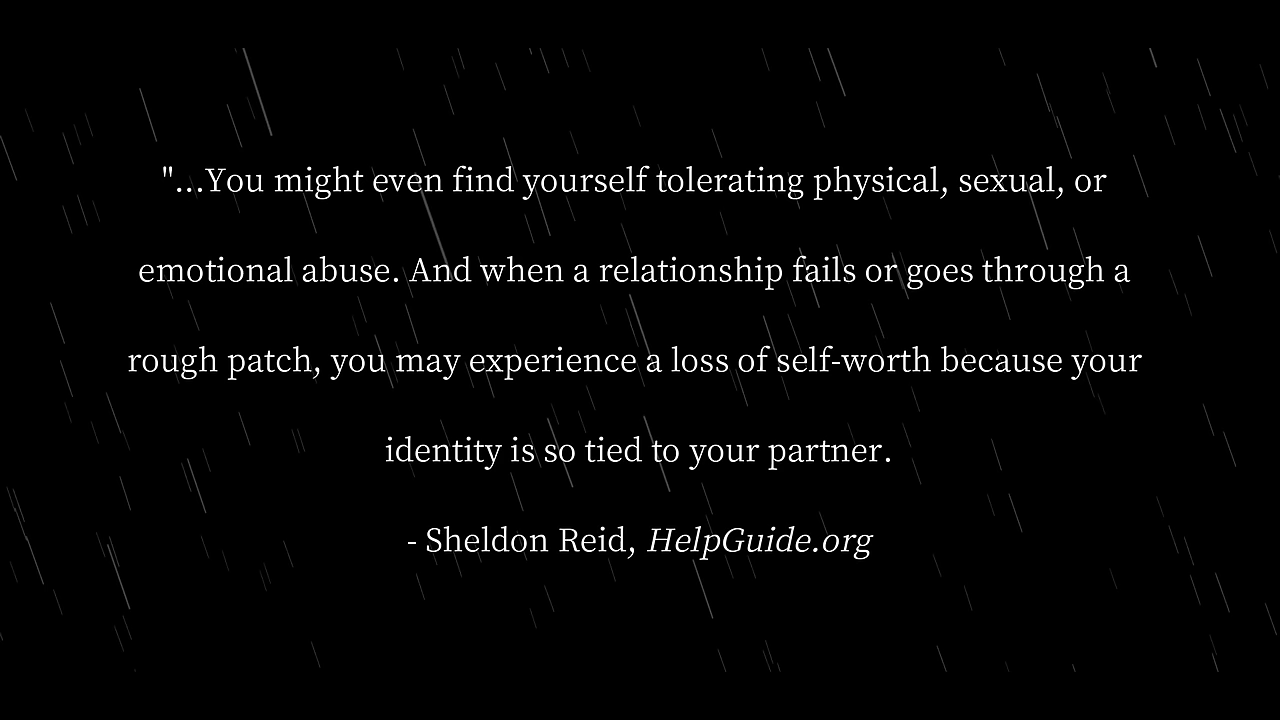 "...You might even find yourself tolerating physical, sexual, or
emotional abuse. And when a relationship fails or goes through a
rough patch, you may experience a loss of self-worth because your
identity is so tied to your partner.
- Sheldon Reid, HelpGuide.org